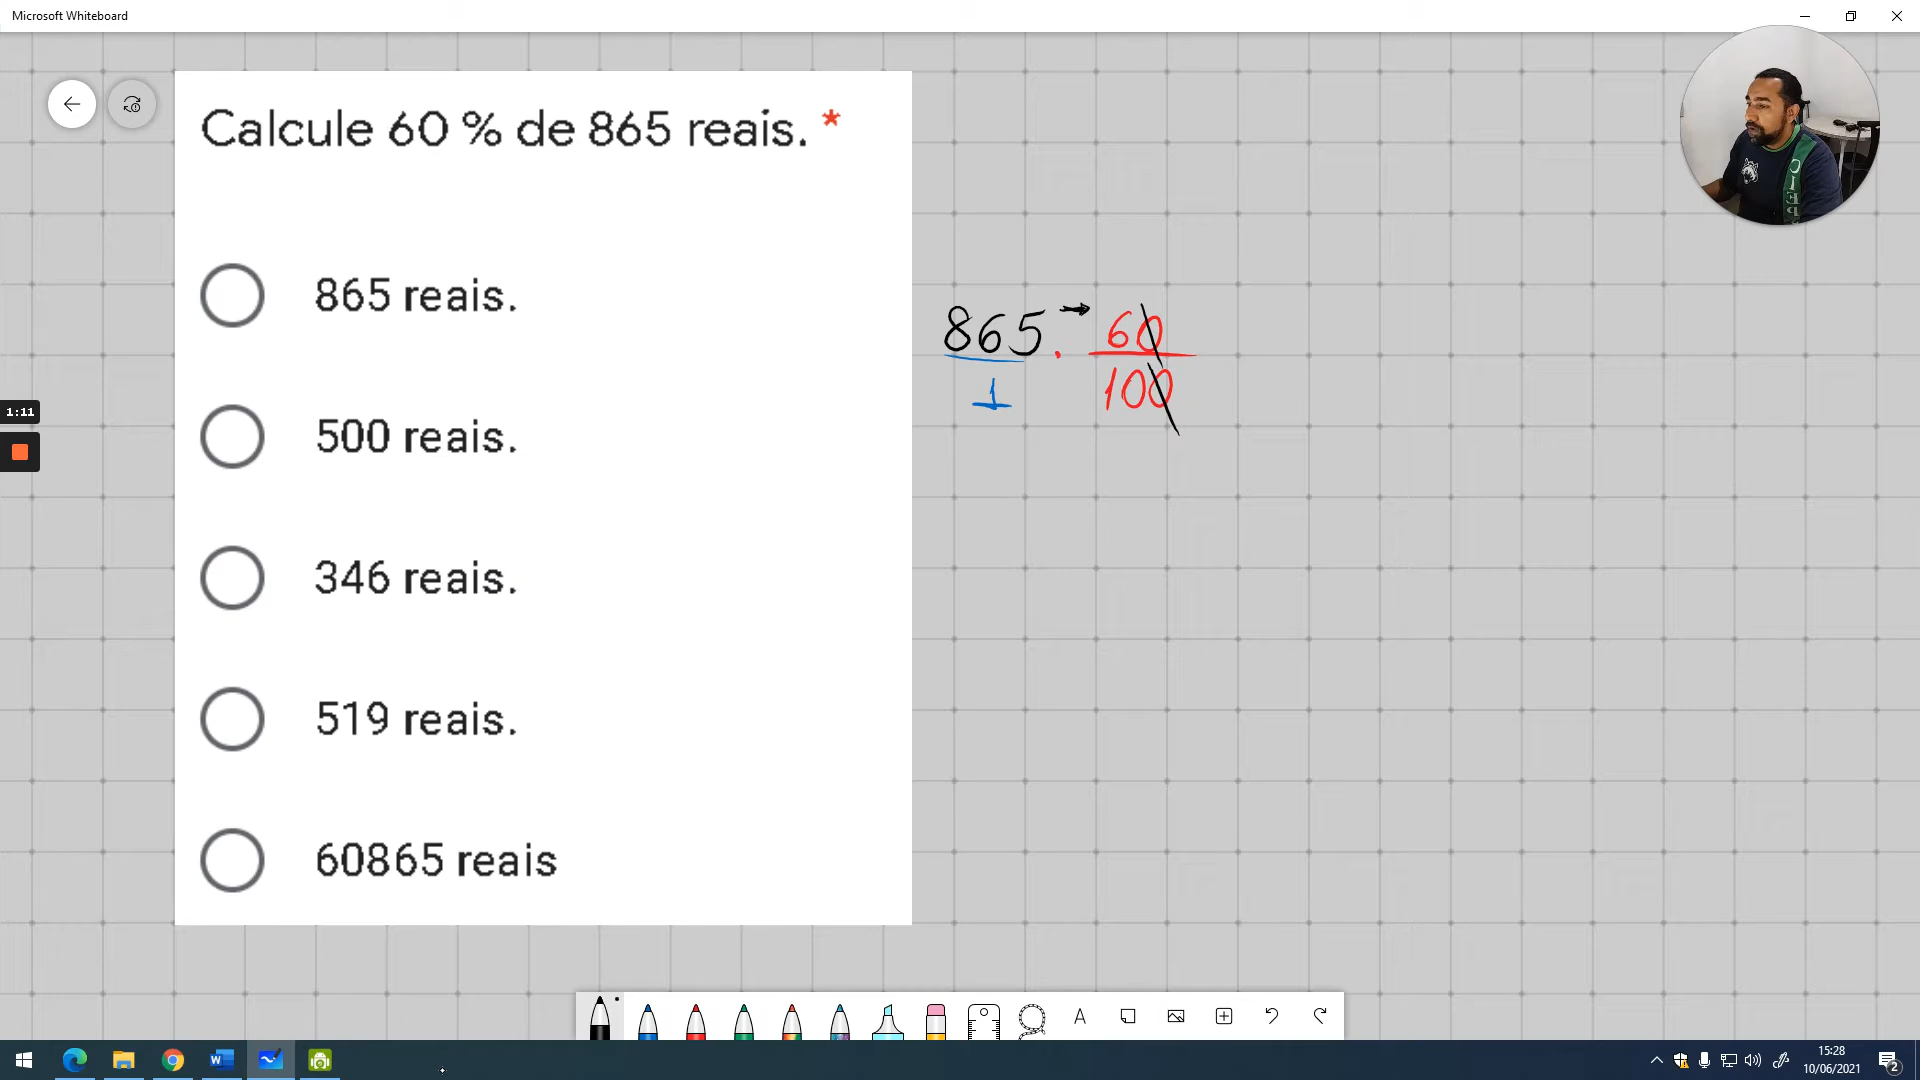 Microsoft Whiteboard
Calcule 60 % de 865 reais. *
865 reais.
500 reais.
346 reais.
519 reais.
60865 reais
865 → 60
1 . 100
1:11
A
15:28
10/06/2021
2